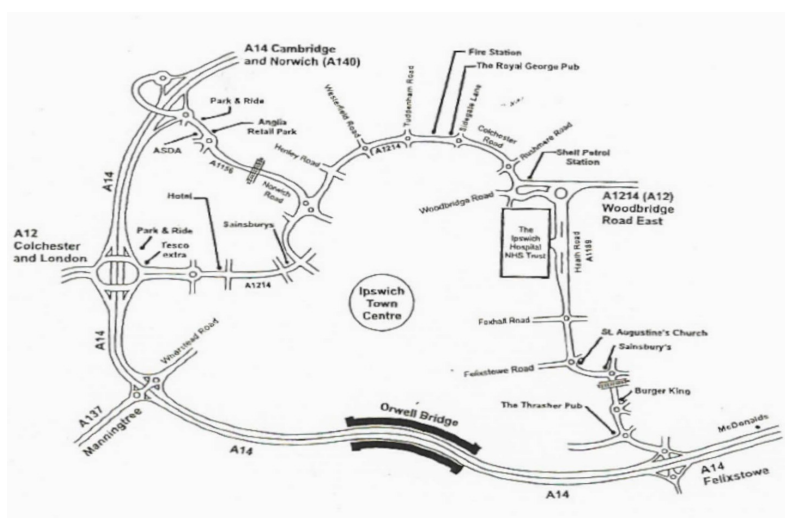 A14 Cambridge
and Norwich (A140)
Fire Station
The Royal George Pub
Park & Ride
Anglia
Retail Park
ASDA
A1156
Norwich
Road
Henley Road
Westerfield Road
Tuddenham Road
A1214
Sidegate Lane
Colchester
Road
Rushmere Road
Shell Petrol
Station
Woodbridge Road
A1214 (A12)
Woodbridge
Road East
A14
Hotel
Sainsburys
A12
Colchester
and London
Park & Ride
Tesco
extra
A1214
The
Ipswich
Hospital
NHS Trust
Heath Road
A1189
Ipswich
Town
Centre
Foxhall Road
St. Augustine's Church
Sainsbury's
Felixstowe Road
A14
Wherstead Road
Burger King
The Thrasher Pub
Orwell Bridge
A137
Manningtree
McDonalds
A14
A14
A14
Felixstowe